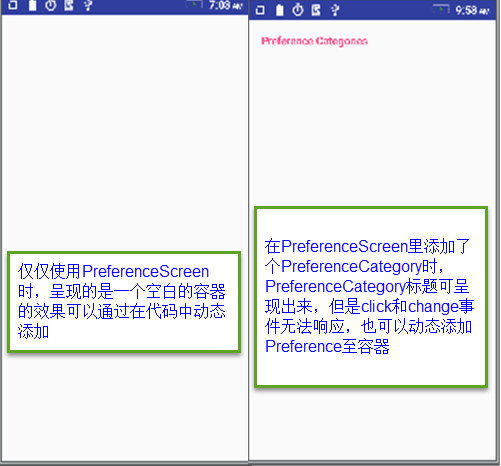 7:03 AM
仅仅使用PreferenceScreen
时，呈现的是一个空白的容器
的效果可以通过在代码中动态
添加
9:58 AM
Preference Categories
在PreferenceScreen里添加了
个PreferenceCategory时，
PreferenceCategory标题可呈
现出来，但是click和change事
件无法响应，也可以动态添加
Preference至容器